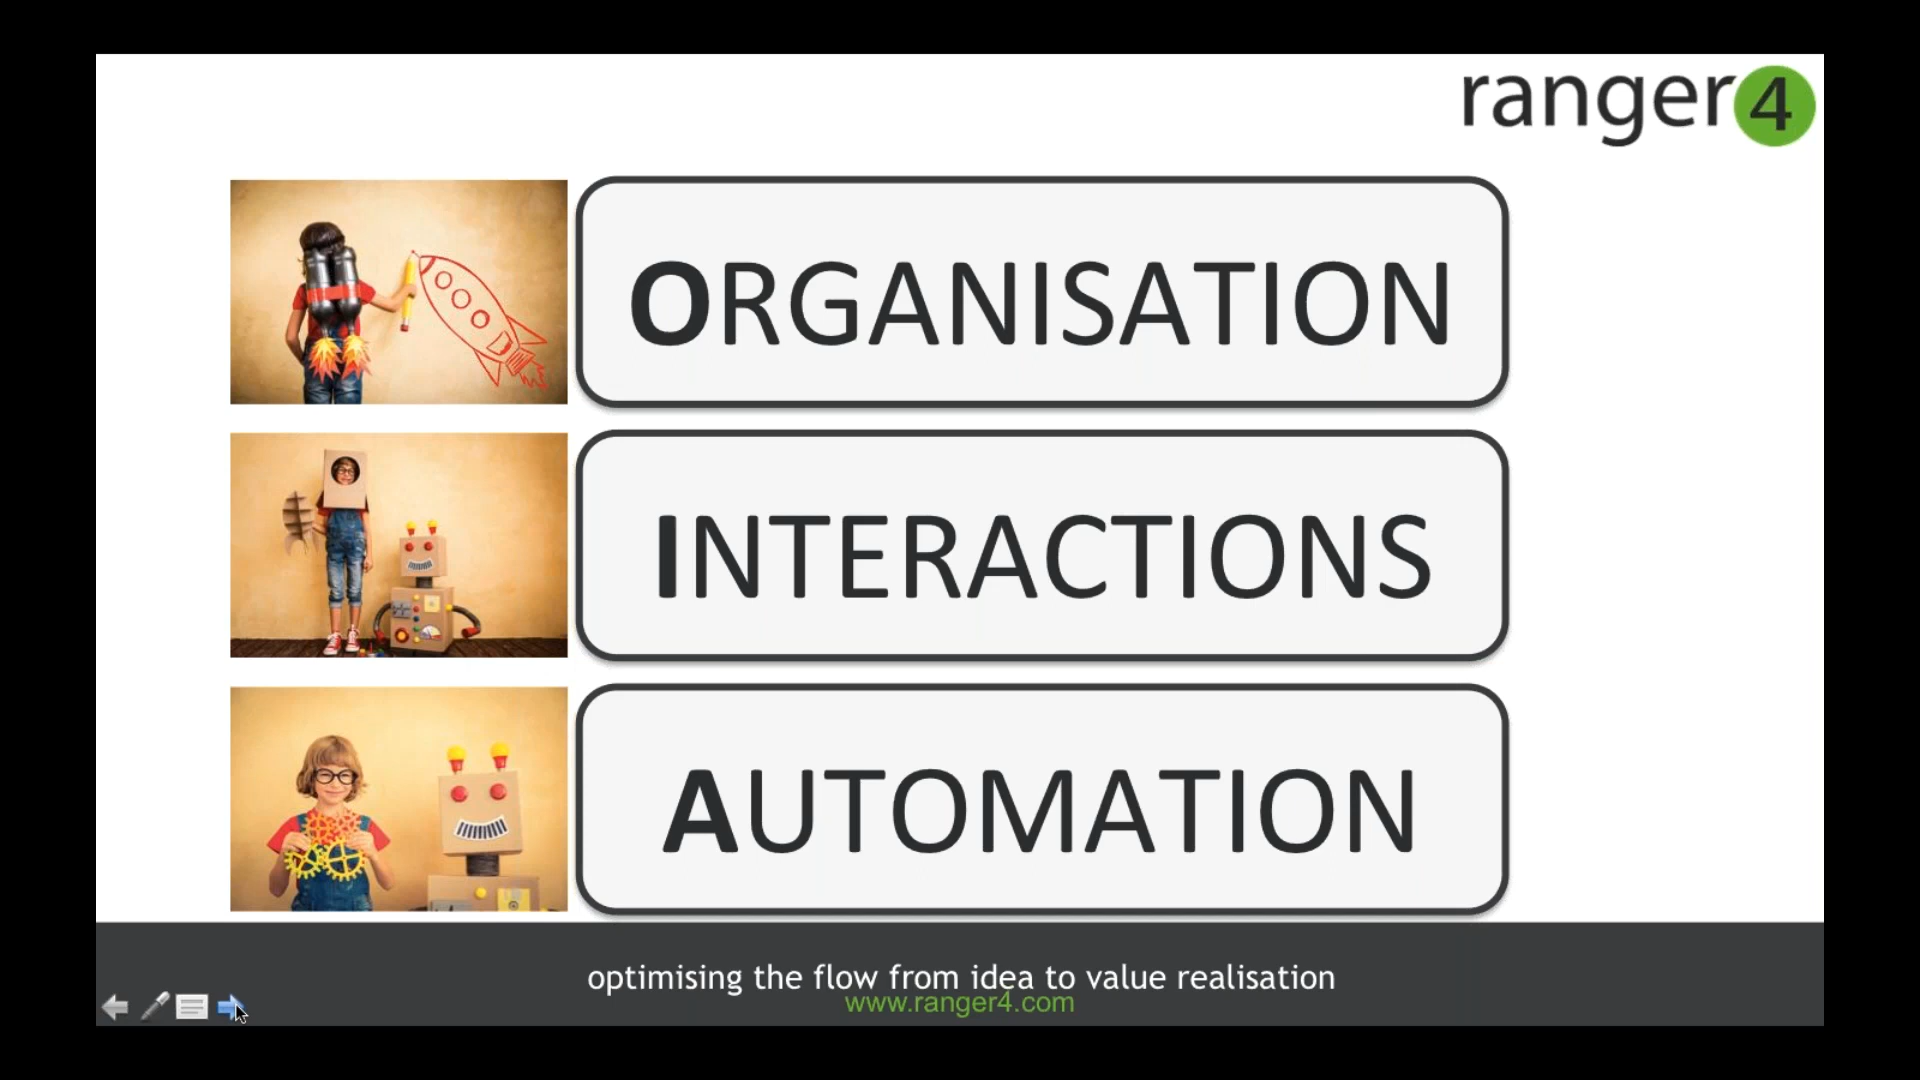 ranger4
ORGANISATION
INTERACTIONS
AUTOMATION
optimising the flow from idea to value realisation
www.ranger4.com